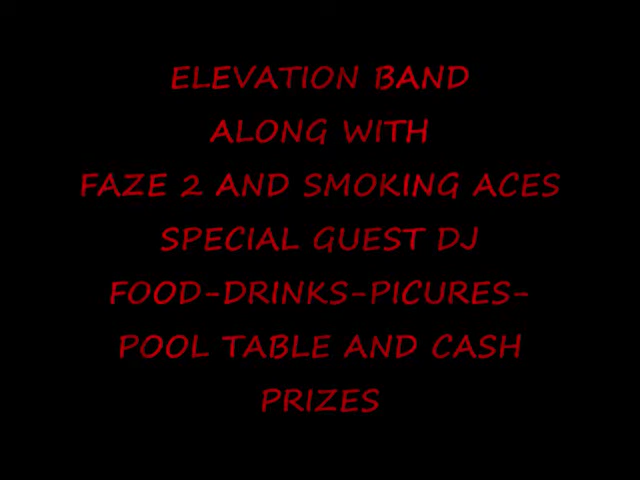 ELEVATION BAND
ALONG WITH
FAZE 2 AND SMOKING ACES
SPECIAL GUEST DJ
FOOD-DRINKS-PICURES-
POOL TABLE AND CASH
PRIZES